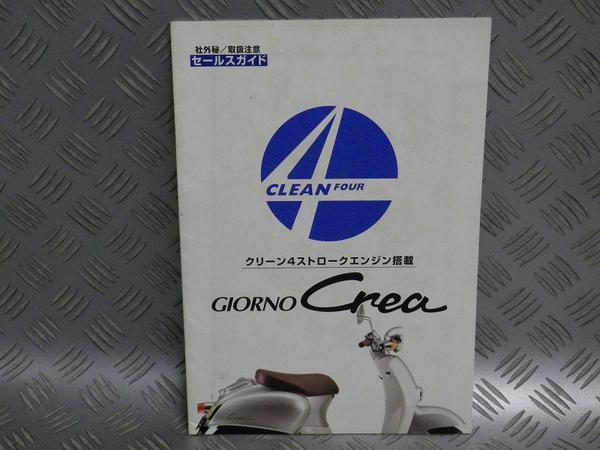 社外秘/取扱注意
セールスガイド
4
CLEAN FOUR
クリーン4ストロークエンジン搭載
GIORNO Crea
Crea